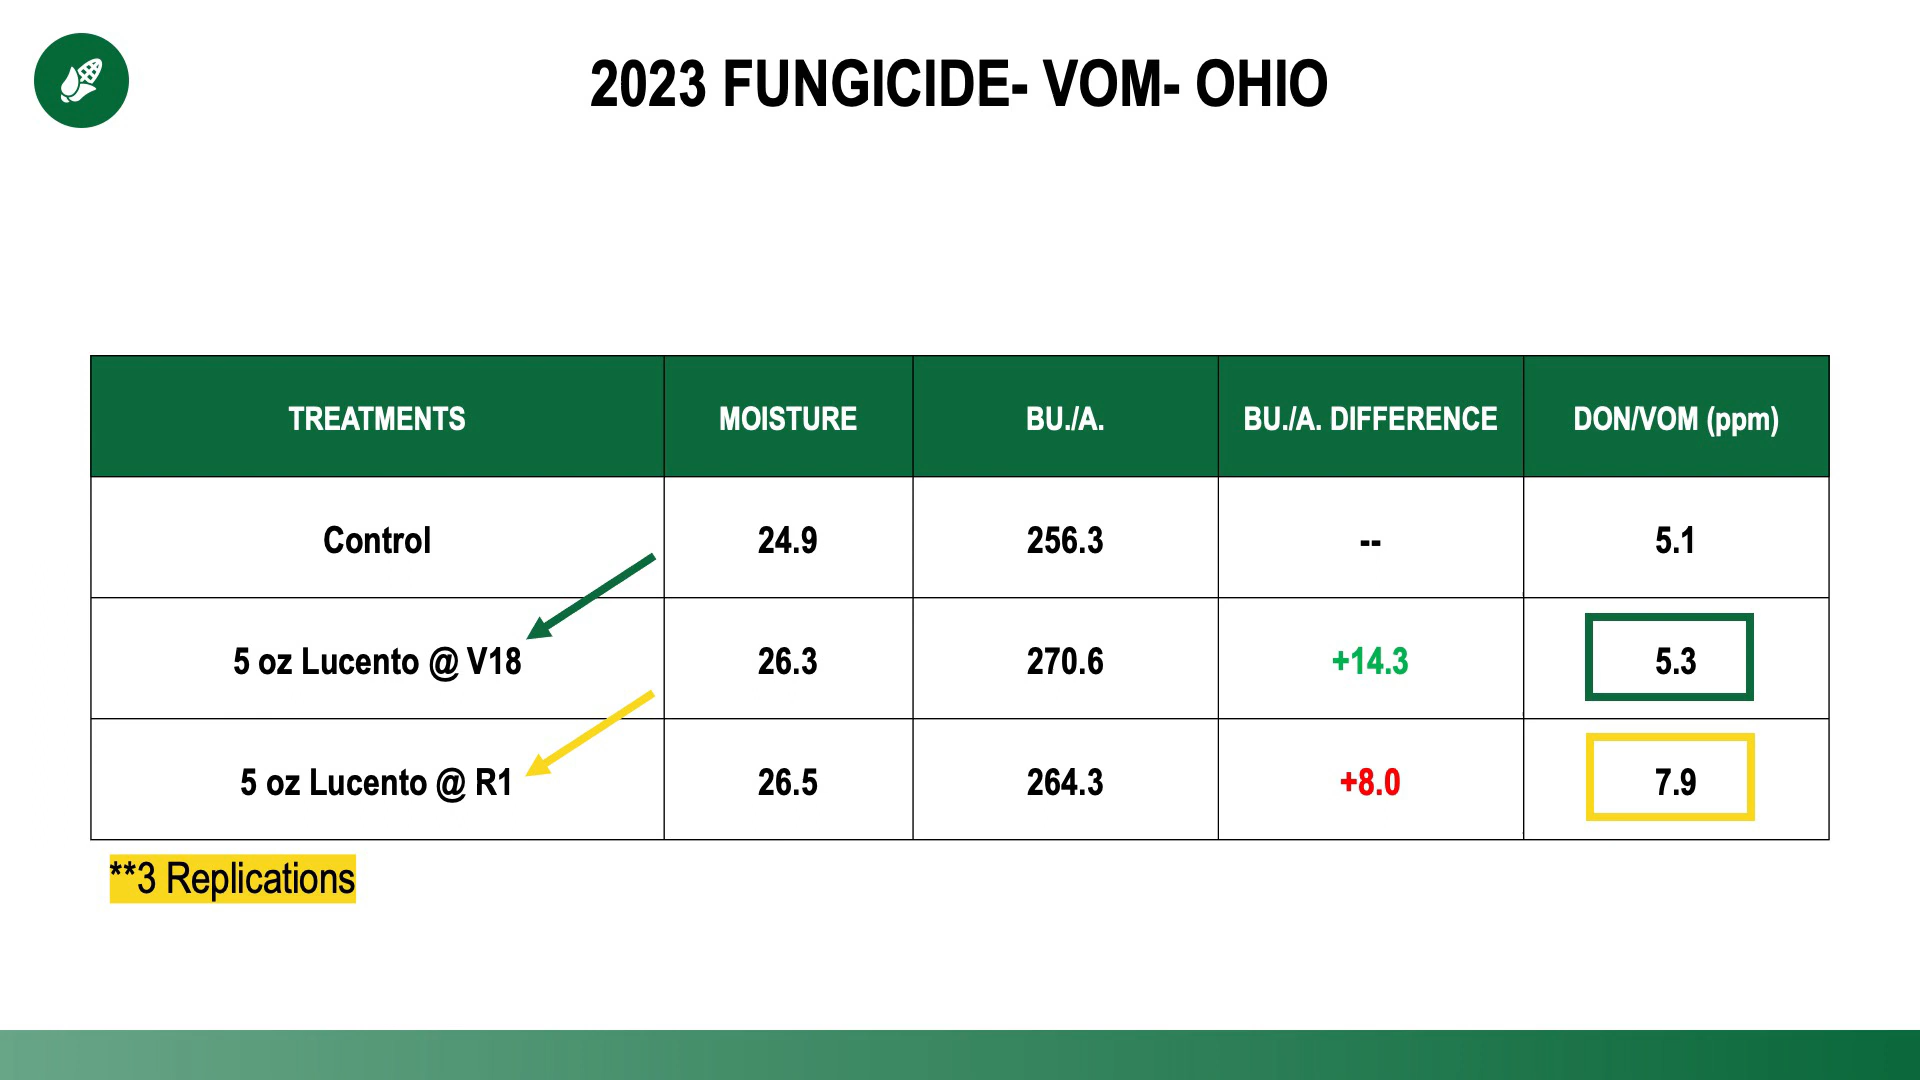 2023 FUNGICIDE- VOM- OHIO
TREATMENTS MOISTURE BU./A. BU./A. DIFFERENCE DON/VOM (ppm)
Control 24.9 256.3 -- 5.1
5 oz Lucento @ V18 26.3 270.6 +14.3 5.3
5 oz Lucento @ R1 26.5 264.3 +8.0 7.9
**3 Replications